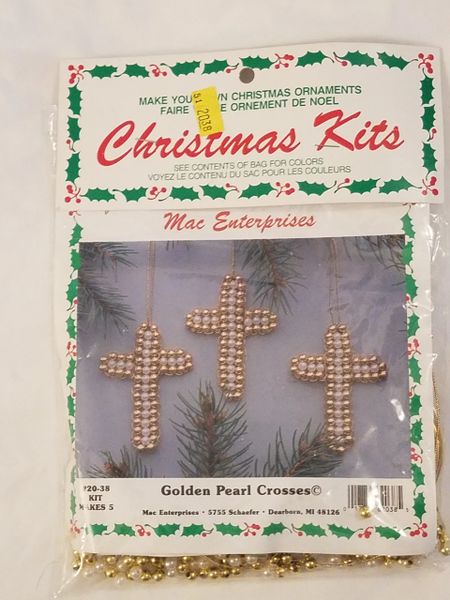 MAKE YOU WN CHRISTMAS ORNAMENTS
FAIRE E ORNEMENT DE NOEL
2038
Christmas Kits
SEE CONTENTS OF BAG FOR COLORS
VOYEZ LE CONTENU DU SAC POUR LES COULEURS
Mac Enterprises
#20-38
KIT
MAKES 5
Golden Pearl Crosses©
Mac Enterprises • 5755 Schaefer • Dearborn, MI 48126